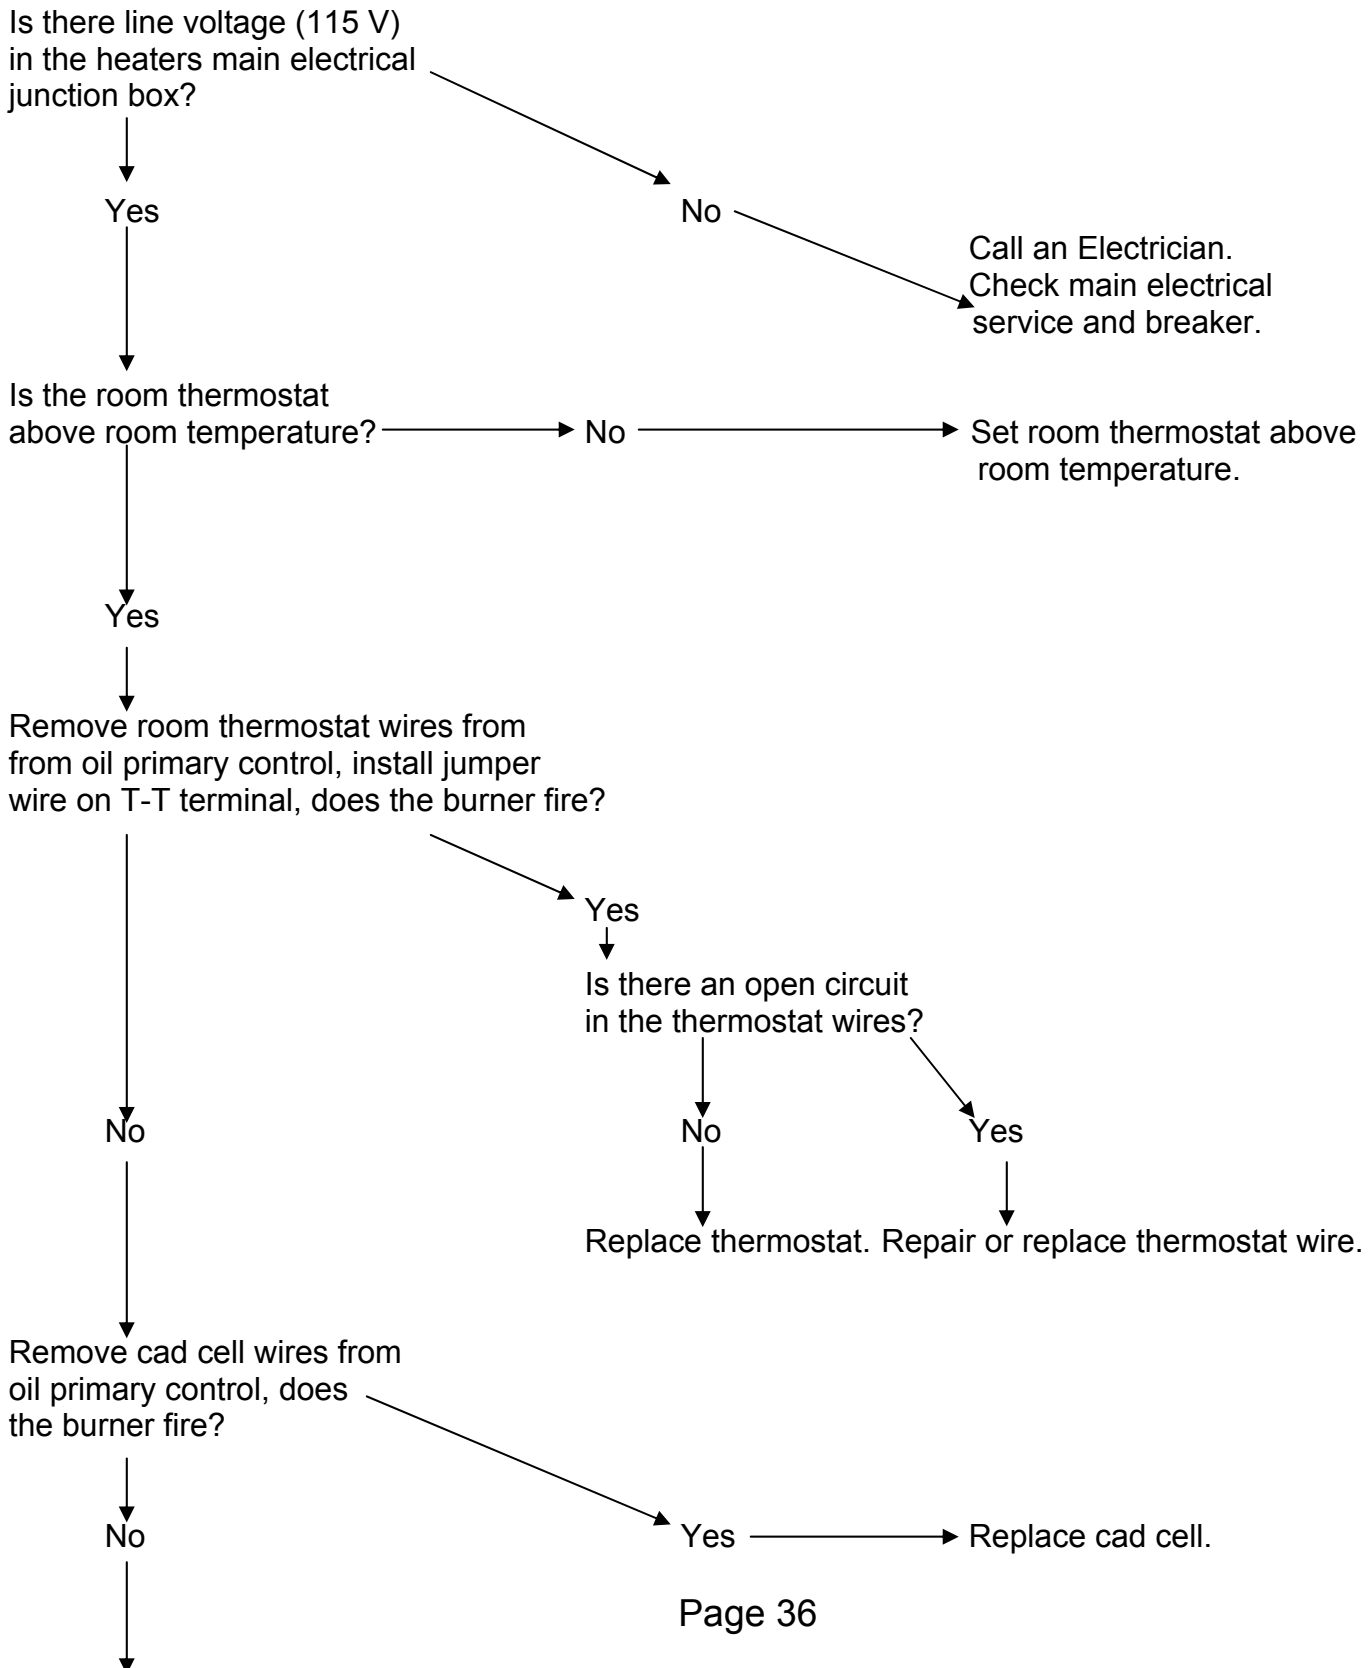 Is there line voltage (115 V)
in the heaters main electrical
junction box?
Yes
No
Call an Electrician.
Check main electrical
service and breaker.
Is the room thermostat
above room temperature?
No
Set room thermostat above
room temperature.
Yes
Remove room thermostat wires from
from oil primary control, install jumper
wire on T-T terminal, does the burner fire?
Yes
Is there an open circuit
in the thermostat wires?
No
No
Yes
Replace thermostat.
Repair or replace thermostat wire.
Remove cad cell wires from
oil primary control, does
the burner fire?
No
Yes
Replace cad cell.
Page 36